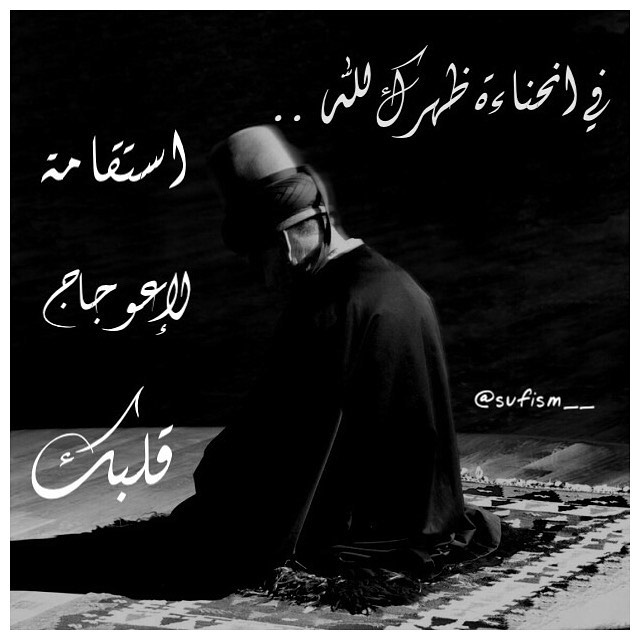 في انحناءة ظهرك لله ..
استقامة
لإعوجاج
قلبك
@sufism__